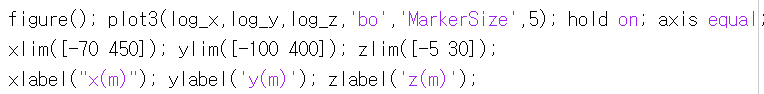 figure(); plot3(log_x,log_y,log_z,'bo','MarkerSize',5); hold on; axis equal;
xlim([-70 450]); ylim([-100 400]); zlim([-5 30]);
xlabel("x(m)"); ylabel('y(m)'); zlabel('z(m)');